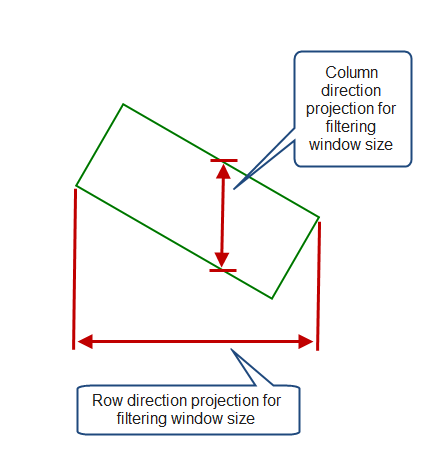 Column
direction
projection for
filtering
window size
Row direction projection for
filtering window size